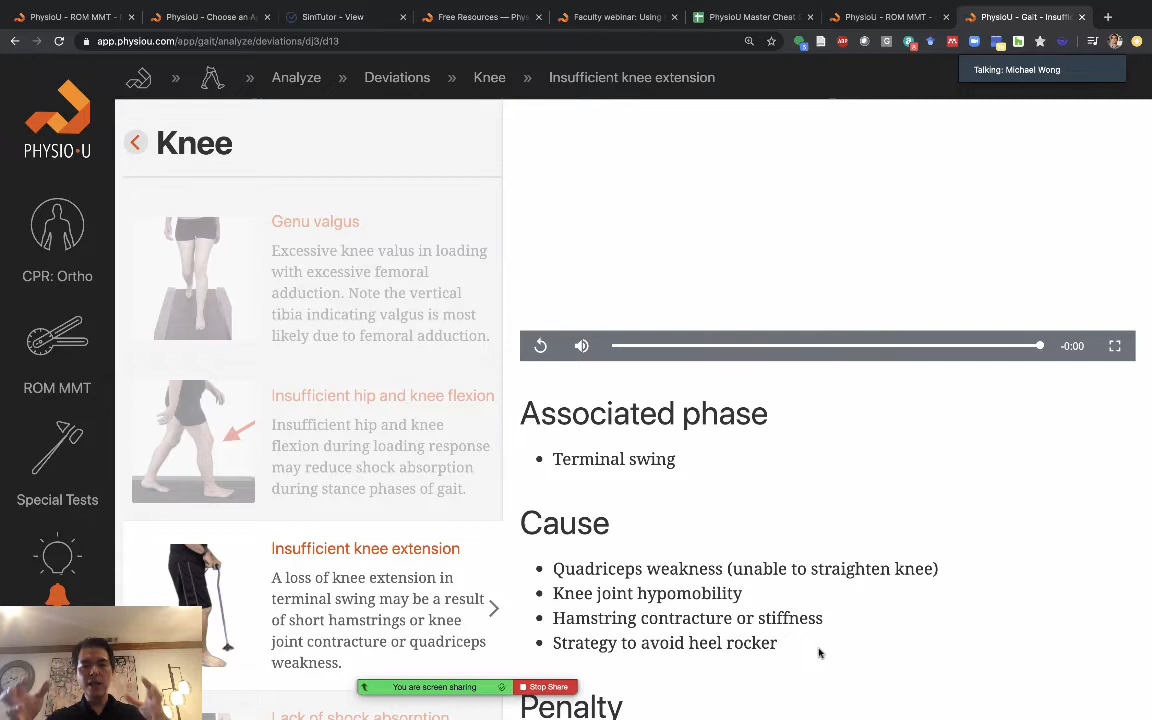 PhysioU - ROM MMT -
PhysioU - Choose an A
SimTutor - View
Free Resources — Phys
Faculty webinar: Using
PhysioU Master Cheat
PhysioU - ROM MMT -
PhysioU - Gait - Insuffic
app.physiou.com/app/gait/analyze/deviations/dj3/d13
» » Analyze » Deviations » Knee » Insufficient knee extension
Talking: Michael Wong
PHYSIO·U
CPR: Ortho
ROM MMT
Special Tests
Knee
Genu valgus
Excessive knee valus in loading
with excessive femoral
adduction. Note the vertical
tibia indicating valgus is most
likely due to femoral adduction.
Insufficient hip and knee flexion
Insufficient hip and knee
flexion during loading response
may reduce shock absorption
during stance phases of gait.
Insufficient knee extension
A loss of knee extension in
terminal swing may be a result
of short hamstrings or knee
joint contracture or quadriceps
weakness.
Lack of shock absorption
-0:00
Associated phase
• Terminal swing
Cause
• Quadriceps weakness (unable to straighten knee)
• Knee joint hypomobility
• Hamstring contracture or stiffness
• Strategy to avoid heel rocker
Penalty
You are screen sharing
Stop Share